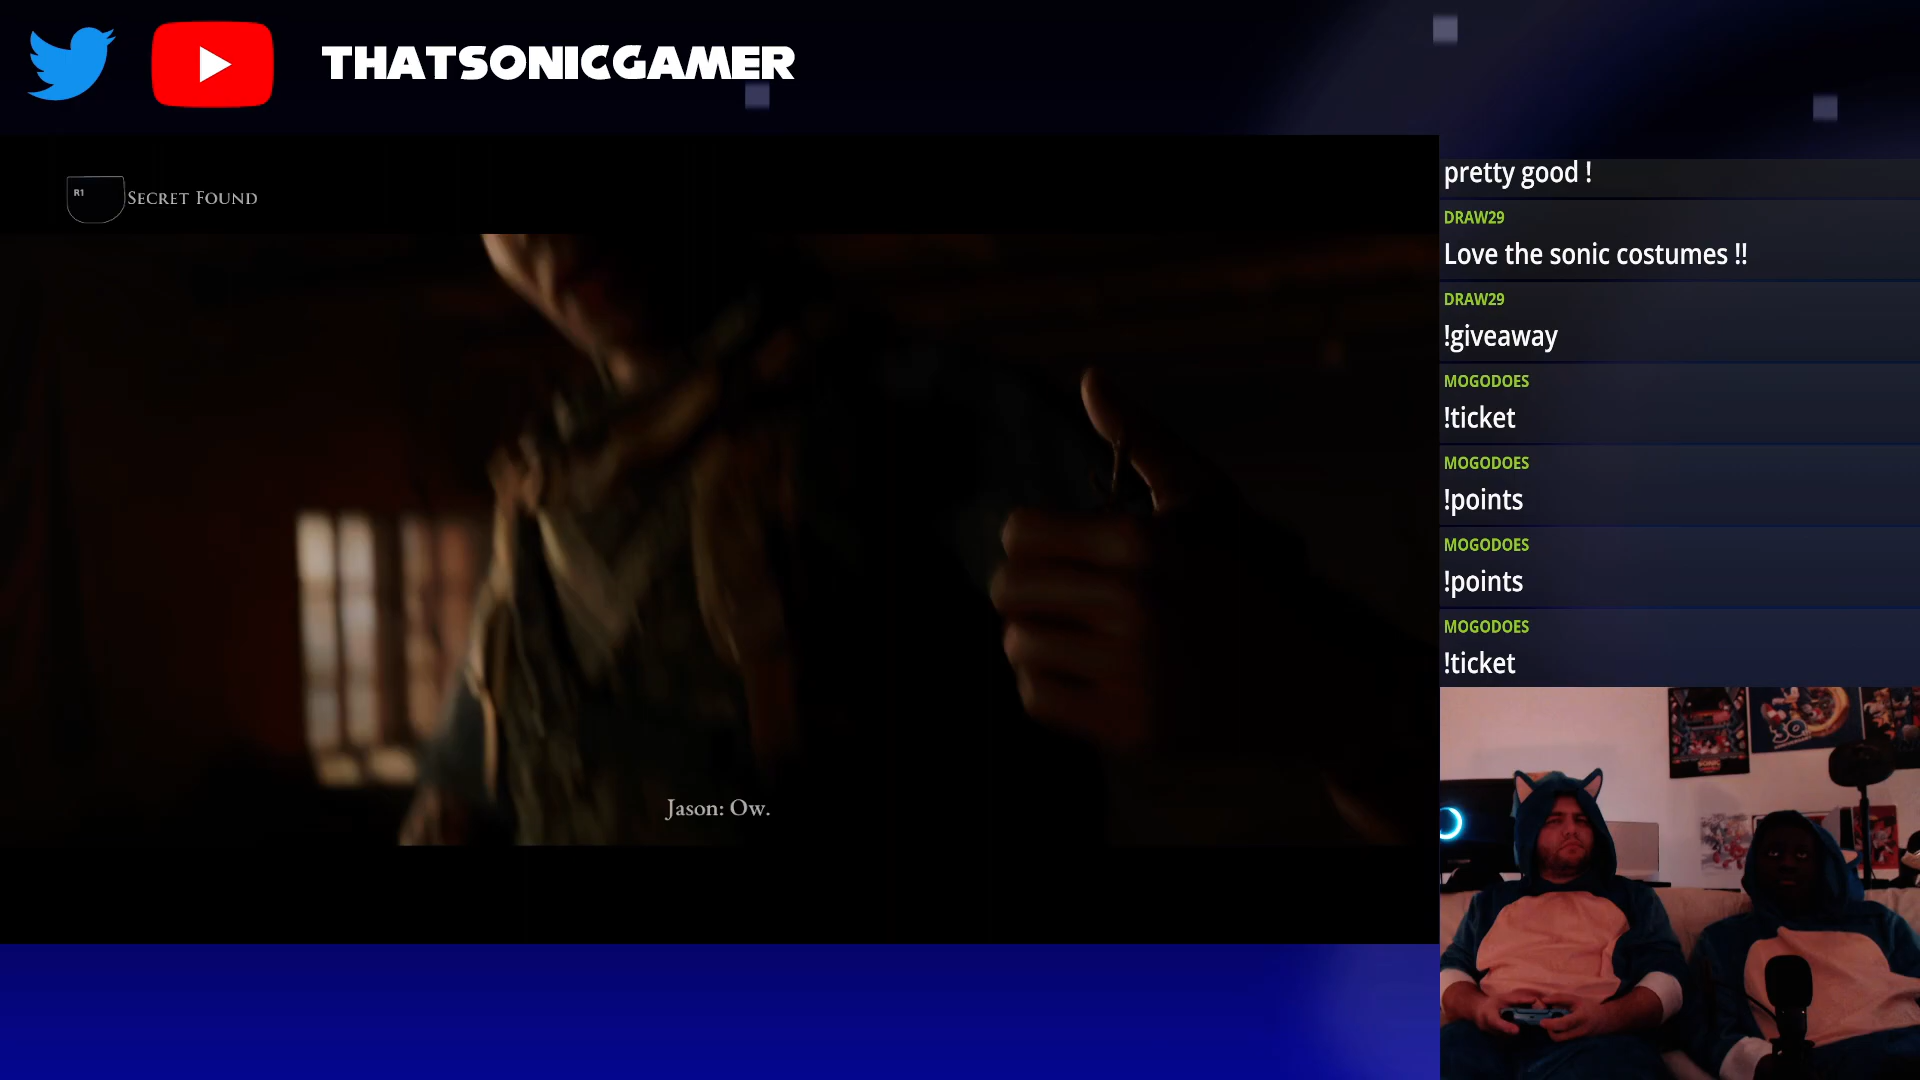 THATSONICGAMER
R1 SECRET FOUND
Jason: Ow.
pretty good !
DRAW29
Love the sonic costumes !!
DRAW29
!giveaway
MOGODOES
!ticket
MOGODOES
!points
MOGODOES
!points
MOGODOES
!ticket
30